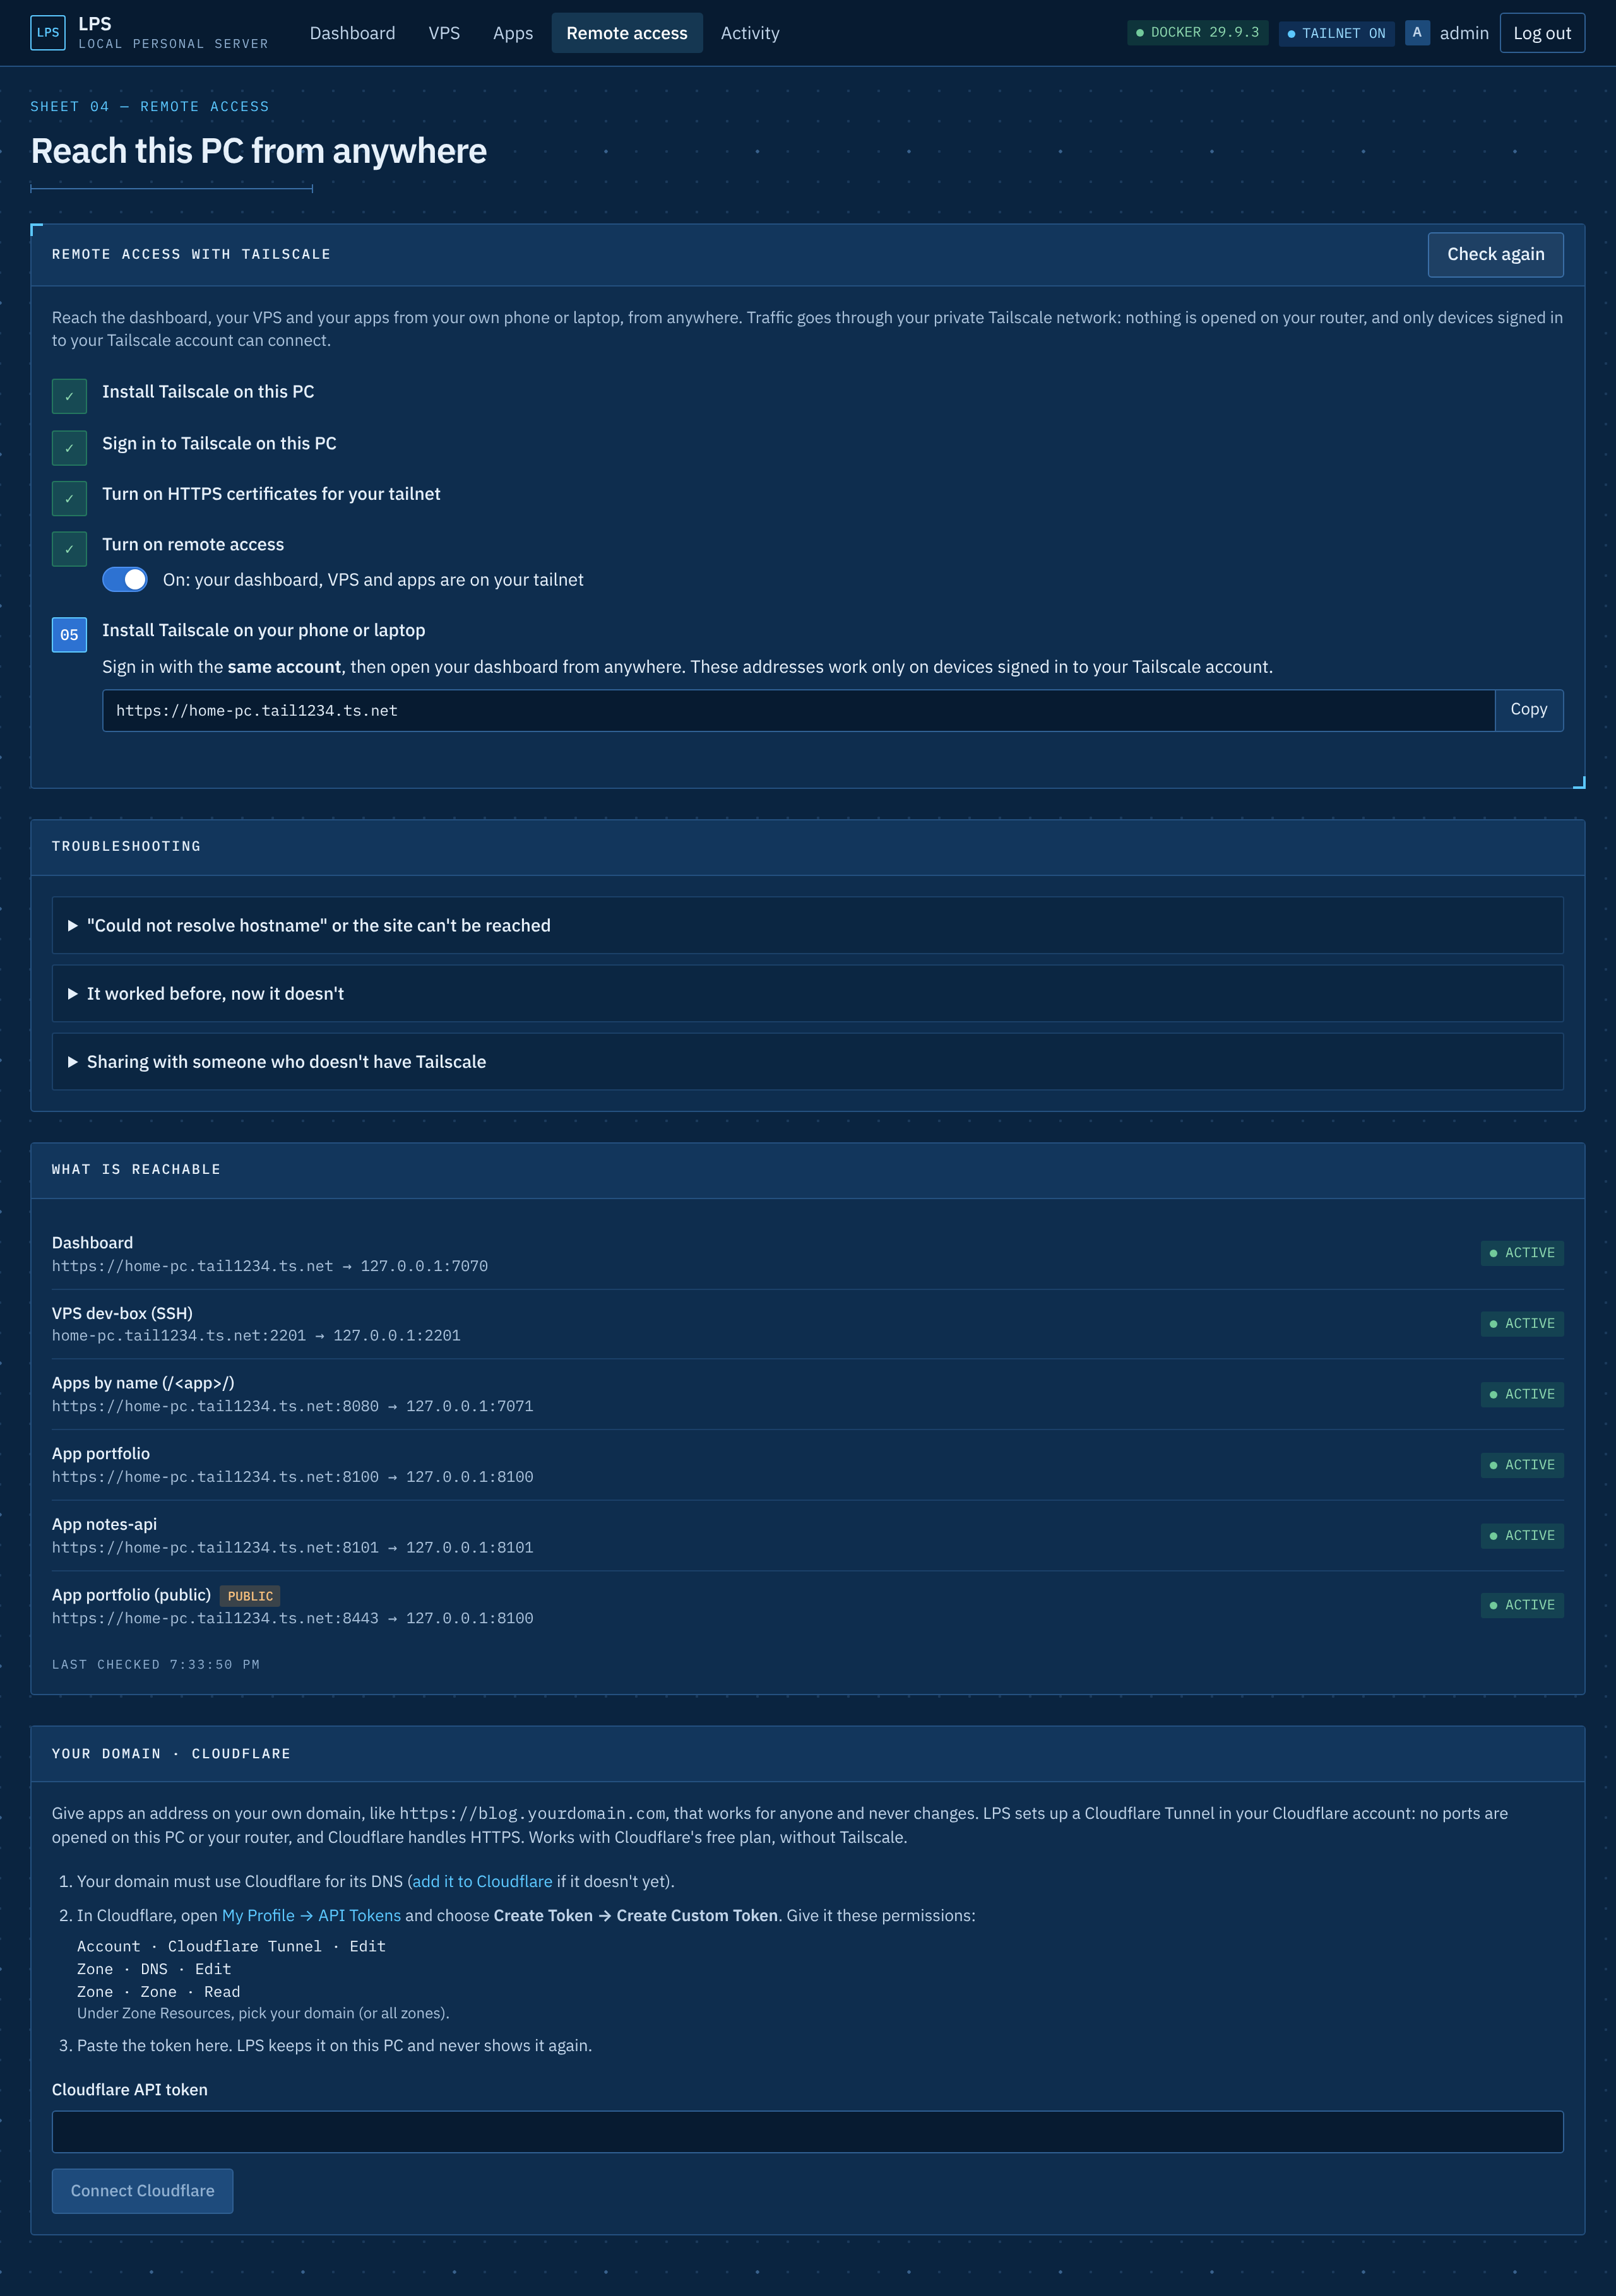 LPS
LPS
LOCAL PERSONAL SERVER
Dashboard
VPS
Apps
Remote access
Activity
DOCKER 29.9.3
TAILNET ON
A
admin
Log out
SHEET 04 — REMOTE ACCESS
Reach this PC from anywhere
REMOTE ACCESS WITH TAILSCALE
Check again
Reach the dashboard, your VPS and your apps from your own phone or laptop, from anywhere. Traffic goes through your private Tailscale network: nothing is opened on your router, and only devices signed in
to your Tailscale account can connect.
✓ Install Tailscale on this PC
✓ Sign in to Tailscale on this PC
✓ Turn on HTTPS certificates for your tailnet
✓ Turn on remote access
On: your dashboard, VPS and apps are on your tailnet
05 Install Tailscale on your phone or laptop
Sign in with the same account, then open your dashboard from anywhere. These addresses work only on devices signed in to your Tailscale account.
https://home-pc.tail1234.ts.net
Copy
TROUBLESHOOTING
▶ "Could not resolve hostname" or the site can't be reached
▶ It worked before, now it doesn't
▶ Sharing with someone who doesn't have Tailscale
WHAT IS REACHABLE
Dashboard
https://home-pc.tail1234.ts.net → 127.0.0.1:7070
ACTIVE
VPS dev-box (SSH)
home-pc.tail1234.ts.net:2201 → 127.0.0.1:2201
ACTIVE
Apps by name (/<app>/)
https://home-pc.tail1234.ts.net:8080 → 127.0.0.1:7071
ACTIVE
App portfolio
https://home-pc.tail1234.ts.net:8100 → 127.0.0.1:8100
ACTIVE
App notes-api
https://home-pc.tail1234.ts.net:8101 → 127.0.0.1:8101
ACTIVE
App portfolio (public) PUBLIC
https://home-pc.tail1234.ts.net:8443 → 127.0.0.1:8100
ACTIVE
LAST CHECKED 7:33:50 PM
YOUR DOMAIN · CLOUDFLARE
Give apps an address on your own domain, like https://blog.yourdomain.com, that works for anyone and never changes. LPS sets up a Cloudflare Tunnel in your Cloudflare account: no ports are
opened on this PC or your router, and Cloudflare handles HTTPS. Works with Cloudflare's free plan, without Tailscale.
1. Your domain must use Cloudflare for its DNS (add it to Cloudflare if it doesn't yet).
2. In Cloudflare, open My Profile → API Tokens and choose Create Token → Create Custom Token. Give it these permissions:
Account · Cloudflare Tunnel · Edit
Zone · DNS · Edit
Zone · Zone · Read
Under Zone Resources, pick your domain (or all zones).
3. Paste the token here. LPS keeps it on this PC and never shows it again.
Cloudflare API token
Connect Cloudflare